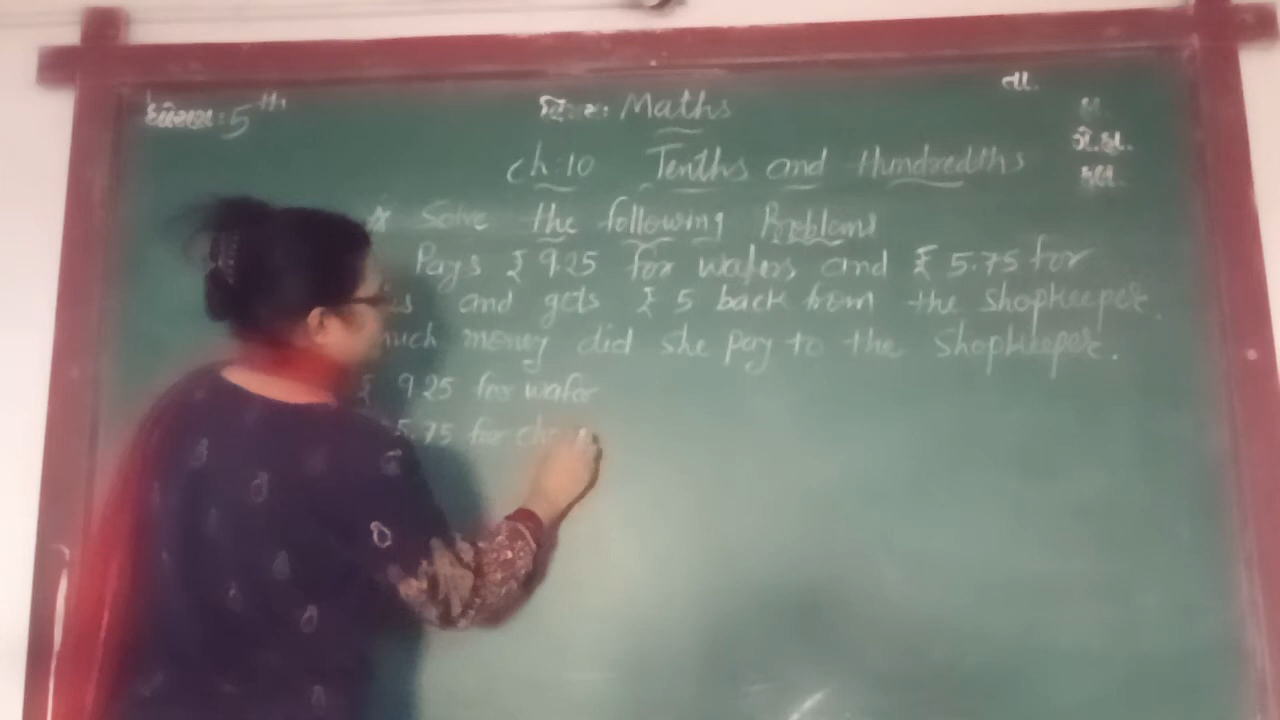 ધોરણ: 5th
વિષય: Maths
તા.
ch:10 Tenths and Hundredths
* Solve the following Problems
Pays ₹ 9.25 for wafers and ₹ 5.75 for
and gets ₹ 5 back from the shopkeeper.
much money did she pay to the shopkeeper.
₹ 9.25 for wafer
5.75 for